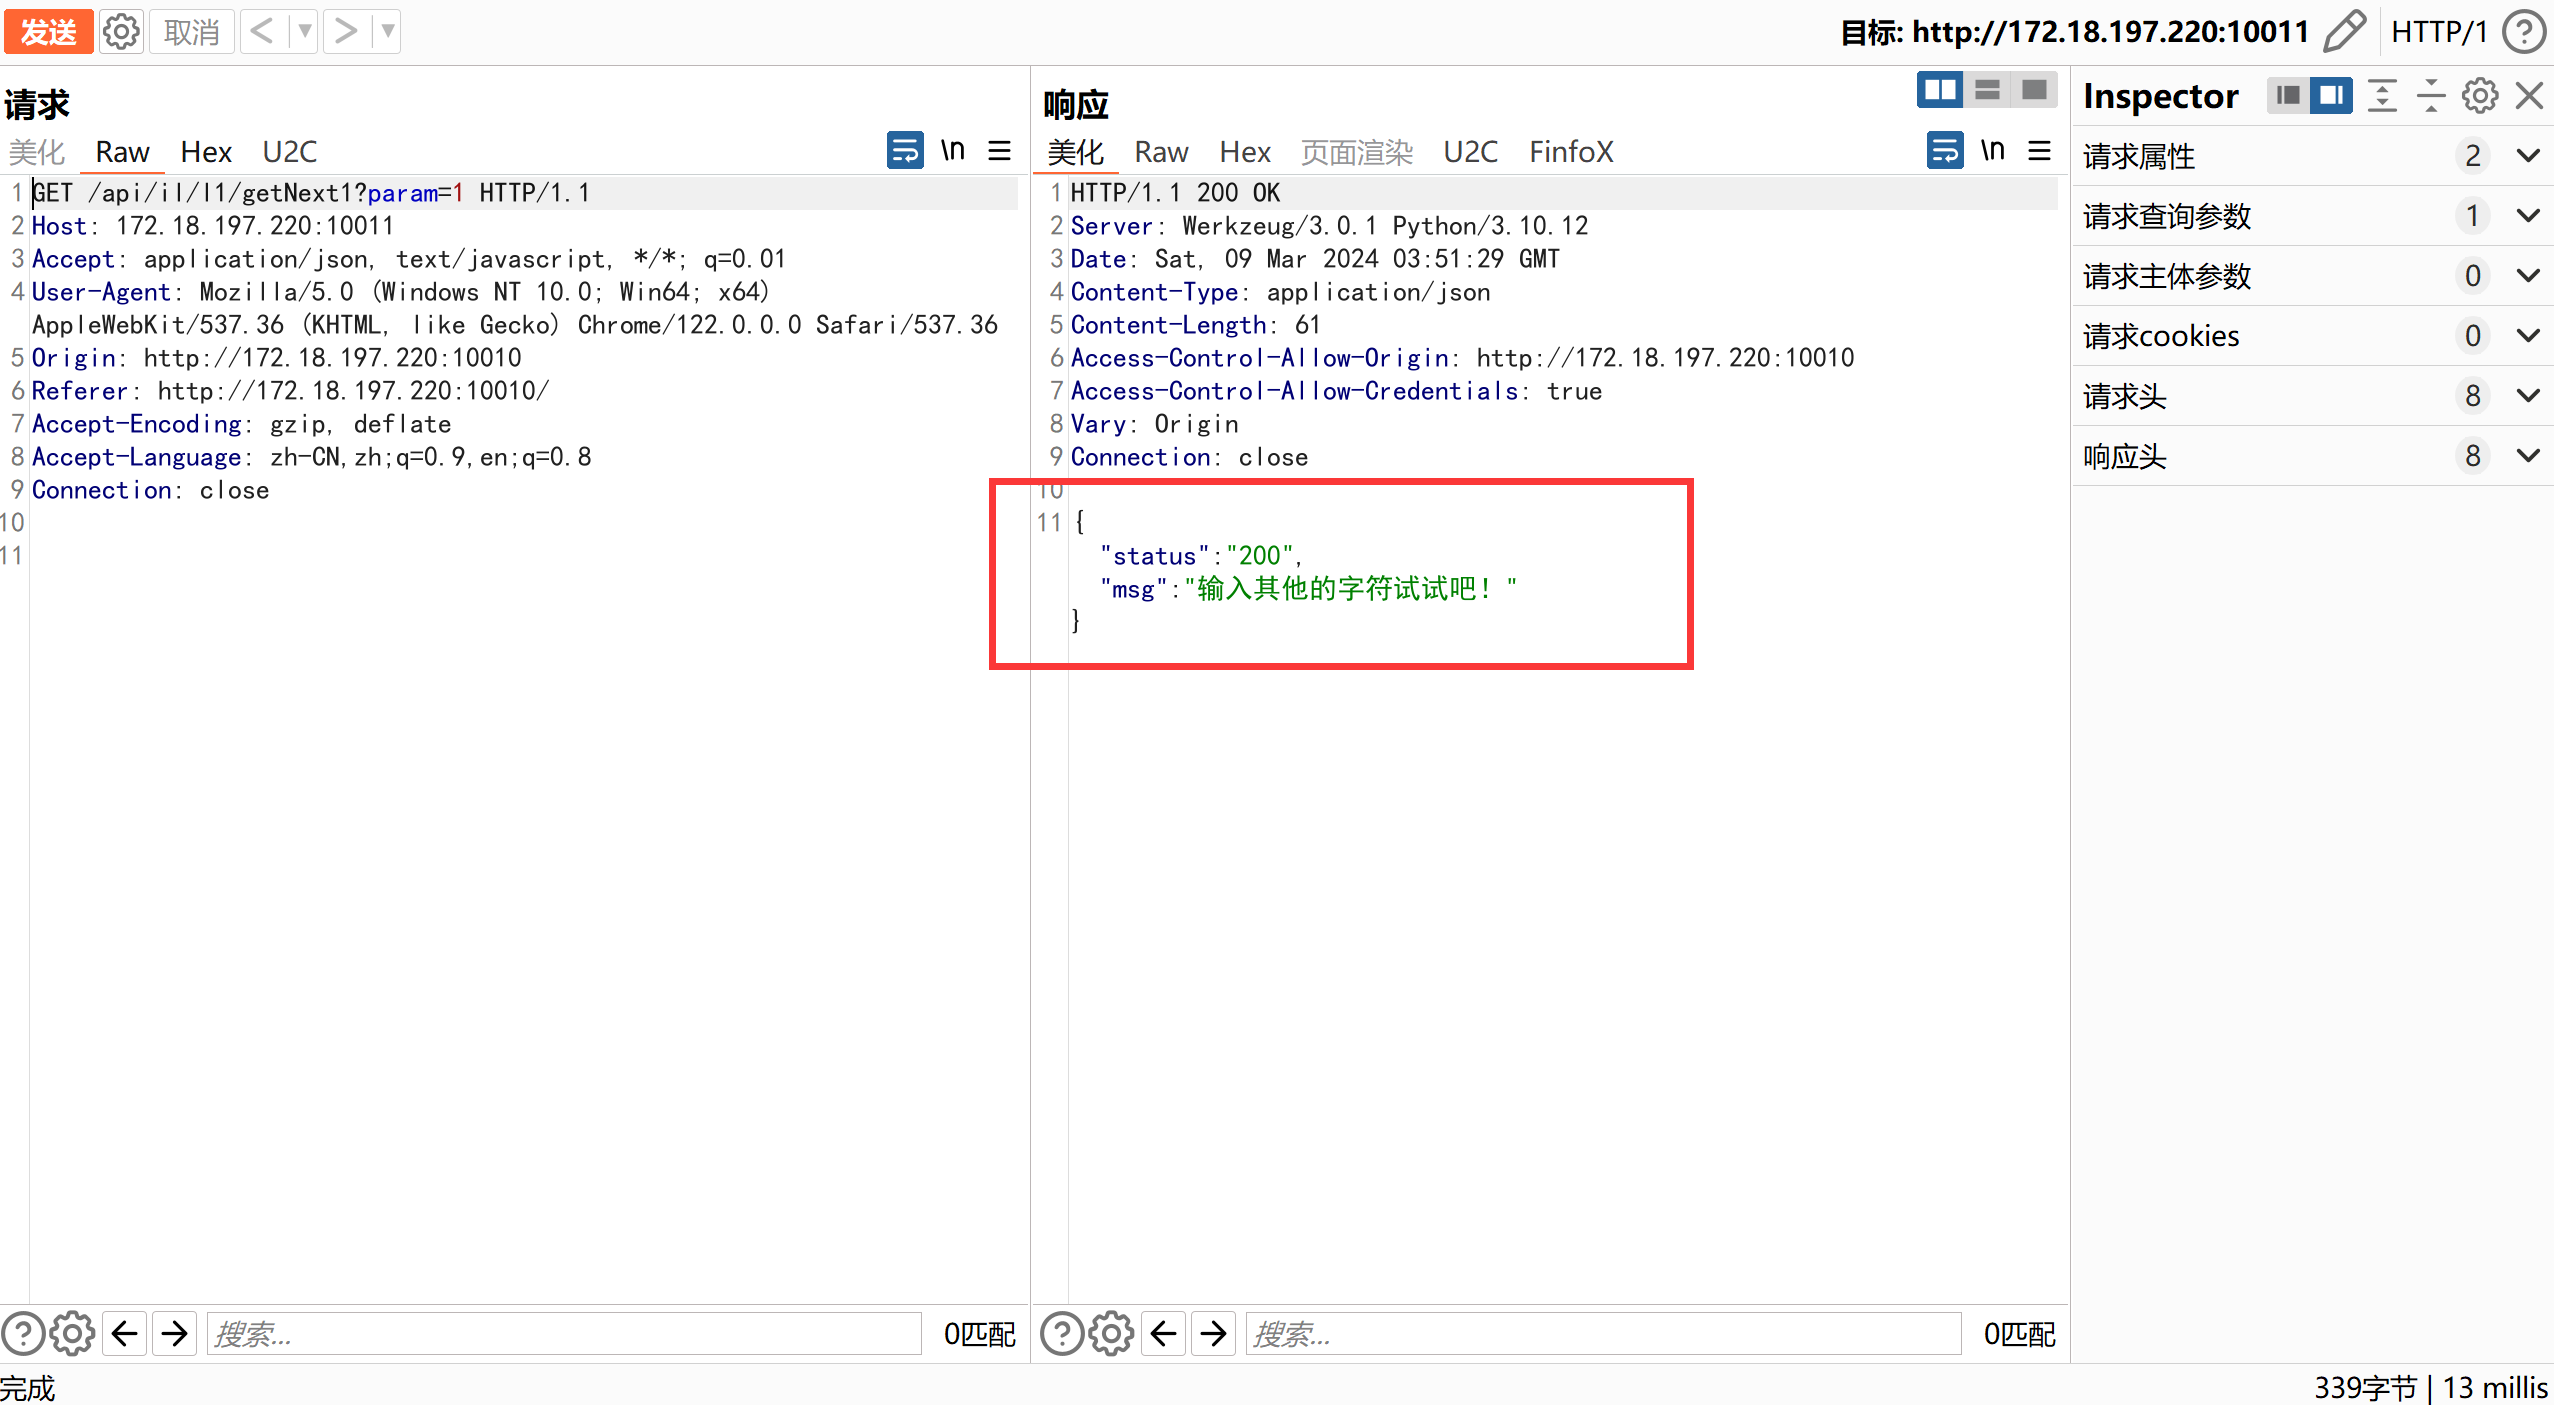 发送 取消 目标: http://172.18.197.220:10011 HTTP/1
请求
美化 Raw Hex U2C \n
1 GET /api/il/l1/getNext1?param=1 HTTP/1.1
2 Host: 172.18.197.220:10011
3 Accept: application/json, text/javascript, */*; q=0.01
4 User-Agent: Mozilla/5.0 (Windows NT 10.0; Win64; x64)
AppleWebKit/537.36 (KHTML, like Gecko) Chrome/122.0.0.0 Safari/537.36
5 Origin: http://172.18.197.220:10010
6 Referer: http://172.18.197.220:10010/
7 Accept-Encoding: gzip, deflate
8 Accept-Language: zh-CN,zh;q=0.9,en;q=0.8
9 Connection: close
10
11
搜索... 0匹配
响应
美化 Raw Hex 页面渲染 U2C FinfoX \n
1 HTTP/1.1 200 OK
2 Server: Werkzeug/3.0.1 Python/3.10.12
3 Date: Sat, 09 Mar 2024 03:51:29 GMT
4 Content-Type: application/json
5 Content-Length: 61
6 Access-Control-Allow-Origin: http://172.18.197.220:10010
7 Access-Control-Allow-Credentials: true
8 Vary: Origin
9 Connection: close
10
11 {
"status":"200",
"msg":"输入其他的字符试试吧！"
}
搜索... 0匹配
Inspector
请求属性 2
请求查询参数 1
请求主体参数 0
请求cookies 0
请求头 8
响应头 8
完成 339字节 | 13 millis